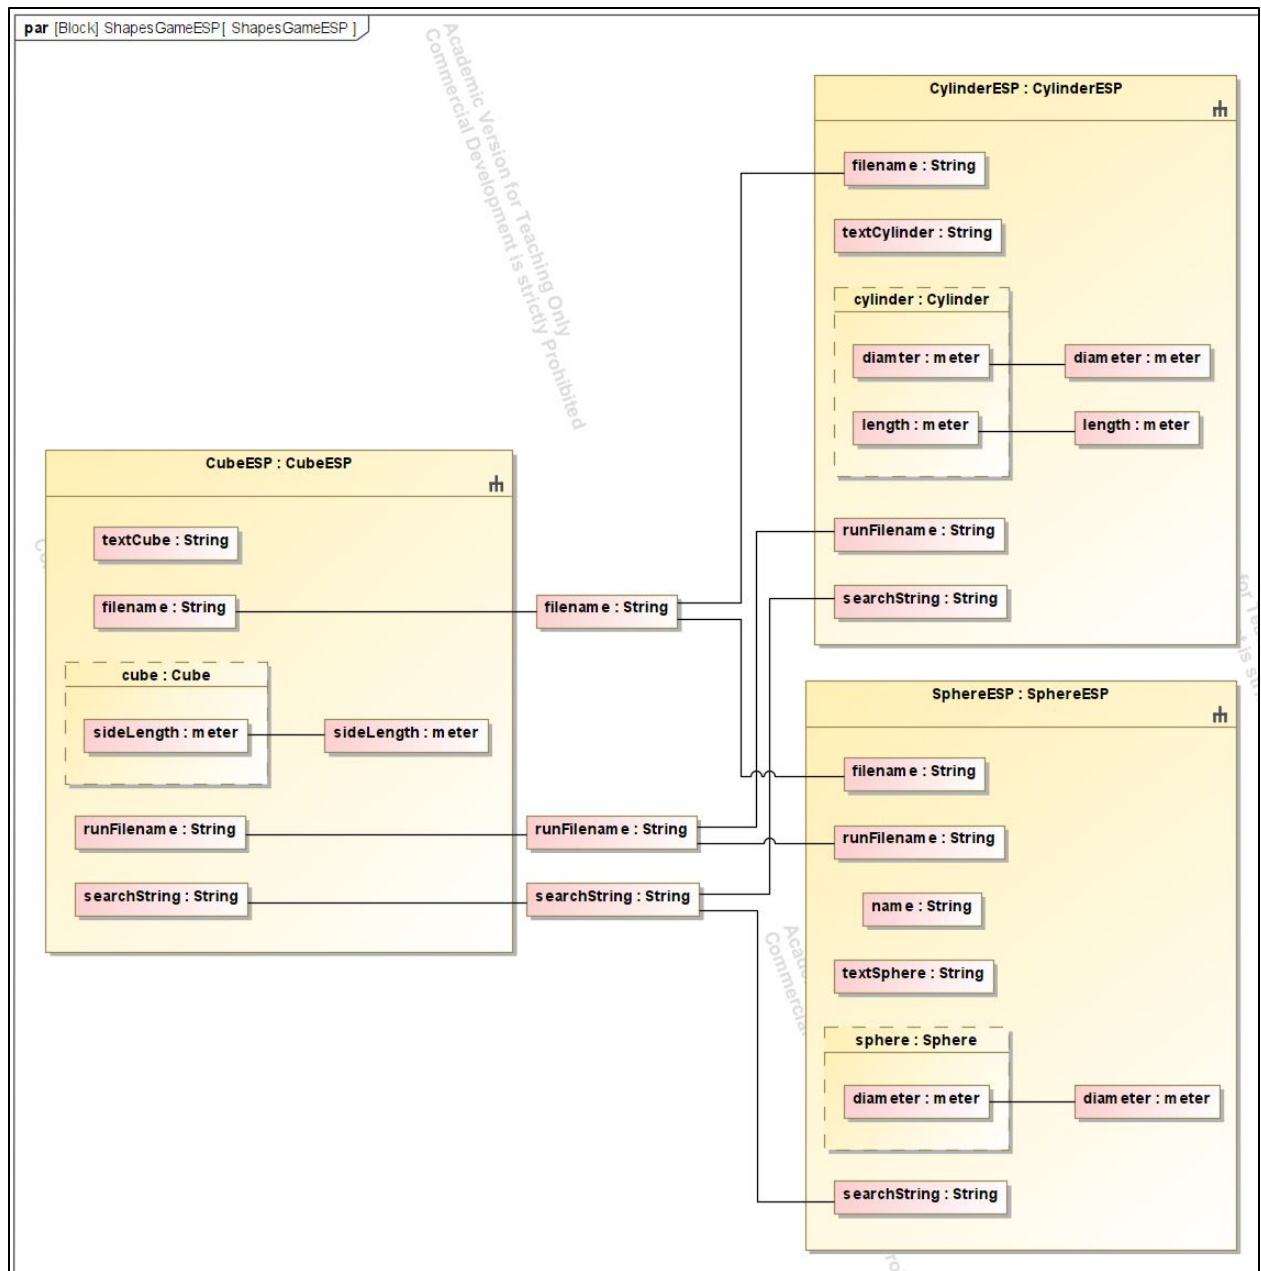 par [Block] ShapesGameESP[ ShapesGameESP ]
Academic Version for Teaching Only
Commercial Development is strictly Prohibited
CylinderESP : CylinderESP
filename : String
textCylinder : String
cylinder : Cylinder
diamter : meter
diameter : meter
length : meter
length : meter
runFilename : String
searchString : String
CubeESP : CubeESP
textCube : String
filename : String
filename : String
cube : Cube
sideLength : meter
sideLength : meter
runFilename : String
runFilename : String
searchString : String
searchString : String
SphereESP : SphereESP
filename : String
runFilename : String
name : String
textSphere : String
sphere : Sphere
diameter : meter
diameter : meter
searchString : String